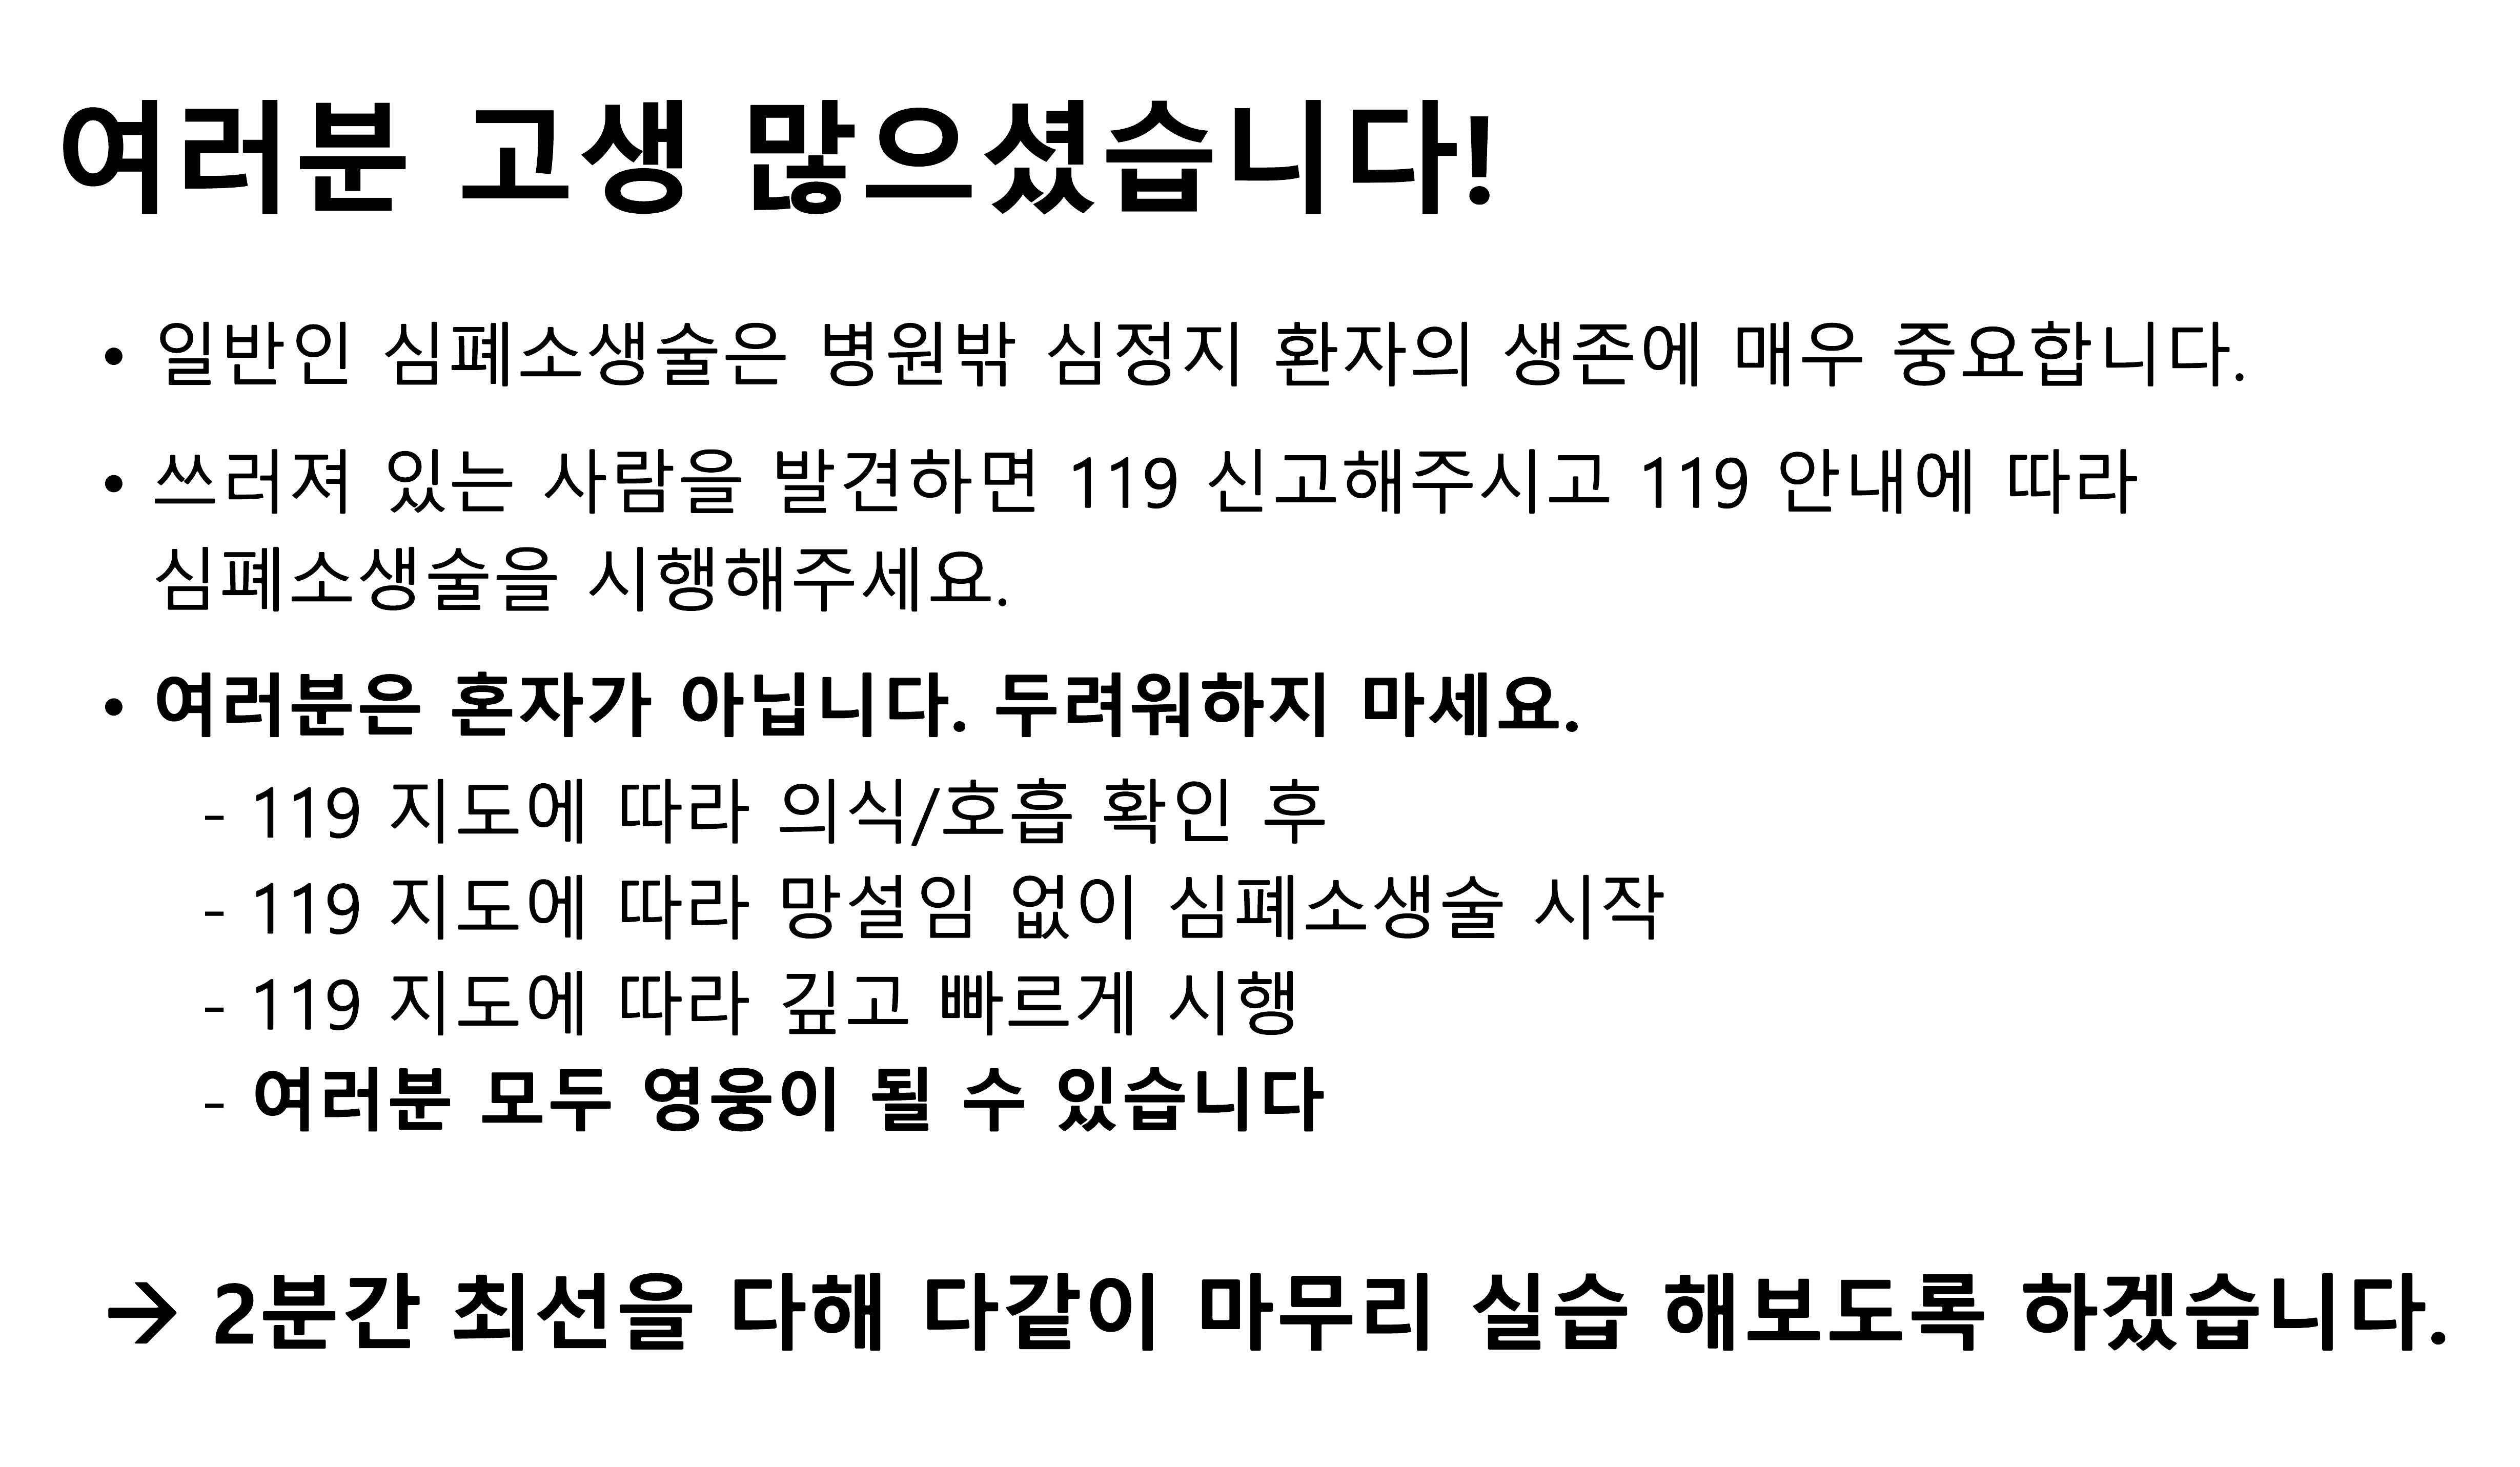 여러분 고생 많으셨습니다!
• 일반인 심폐소생술은 병원밖 심정지 환자의 생존에 매우 중요합니다.
• 쓰러져 있는 사람을 발견하면 119 신고해주시고 119 안내에 따라
심폐소생술을 시행해주세요.
• 여러분은 혼자가 아닙니다. 두려워하지 마세요.
- 119 지도에 따라 의식/호흡 확인 후
- 119 지도에 따라 망설임 없이 심폐소생술 시작
- 119 지도에 따라 깊고 빠르게 시행
- 여러분 모두 영웅이 될 수 있습니다
→ 2분간 최선을 다해 다같이 마무리 실습 해보도록 하겠습니다.